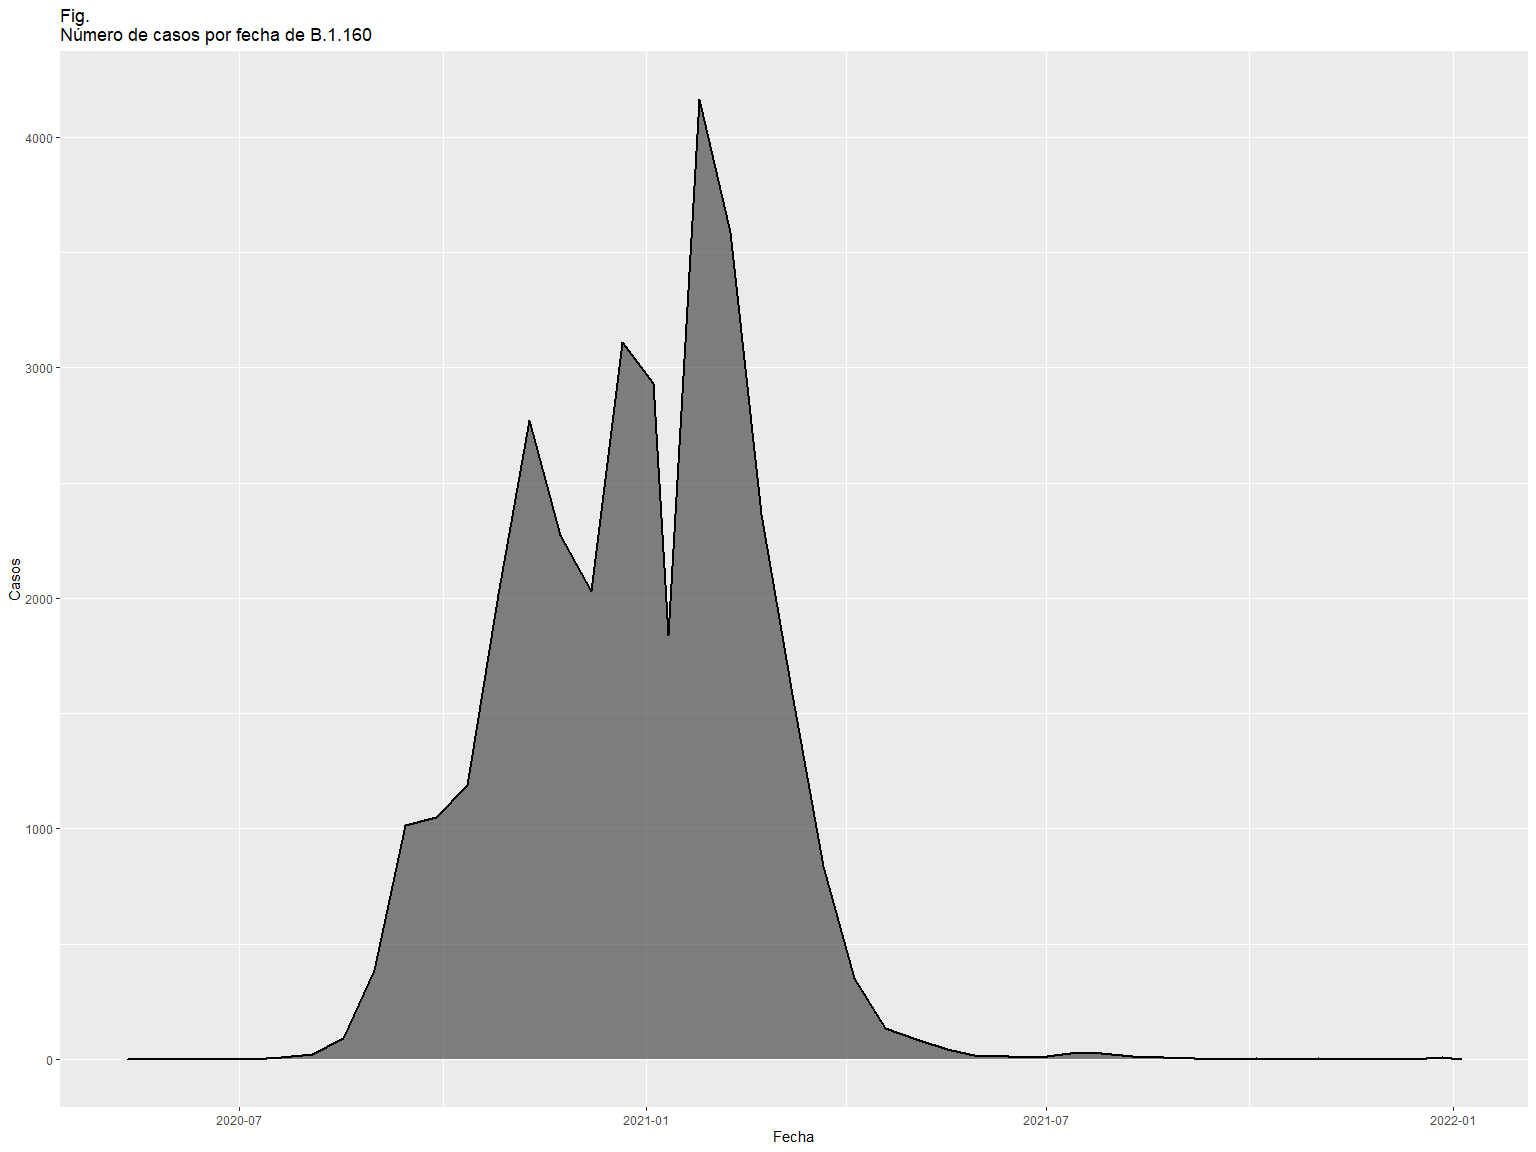 Fig.
Número de casos por fecha de B.1.160
4000
3000
2000
1000
0
Casos
2020-07
2021-01
2021-07
2022-01
Fecha